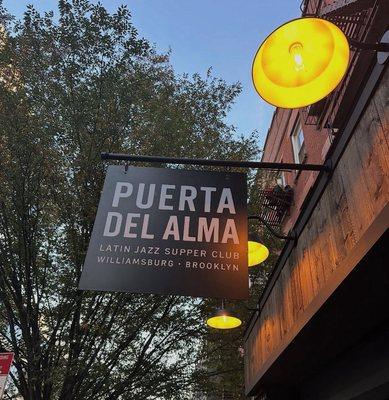 PUERTA
DEL ALMA
LATIN JAZZ SUPPER CLUB
WILLIAMSBURG · BROOKLYN